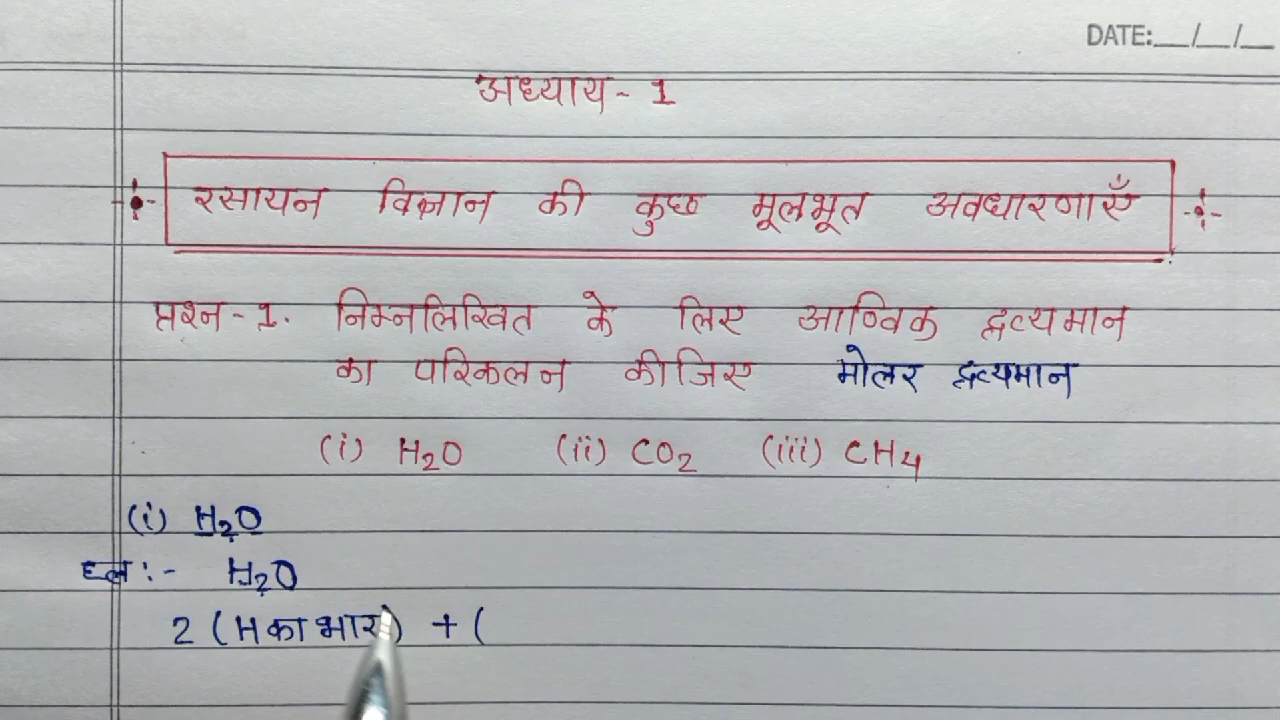 DATE:__/__/__
अध्याय- 1
रसायन विज्ञान की कुछ मूलभूत अवधारणाएँ
प्रश्न-1. निम्नलिखित के लिए आण्विक द्रव्यमान
का परिकलन कीजिए मोलर द्रव्यमान
(i) H₂O (ii) CO₂ (iii) CH₄
(i) H₂O
हल :- H₂O
2 (H का भार) + (